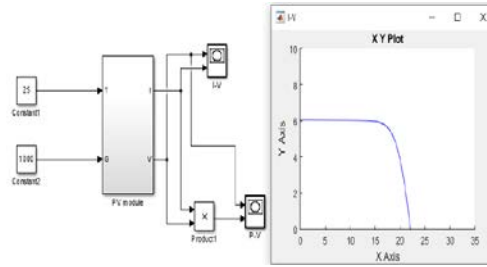 25
Constant1
1000
Constant2
T
G
I
V
PV module
I-V
×
Product1
P-V
I-V
X Y Plot
Y Axis
10
8
6
4
2
0
0 5 10 15 20 25 30 35
X Axis